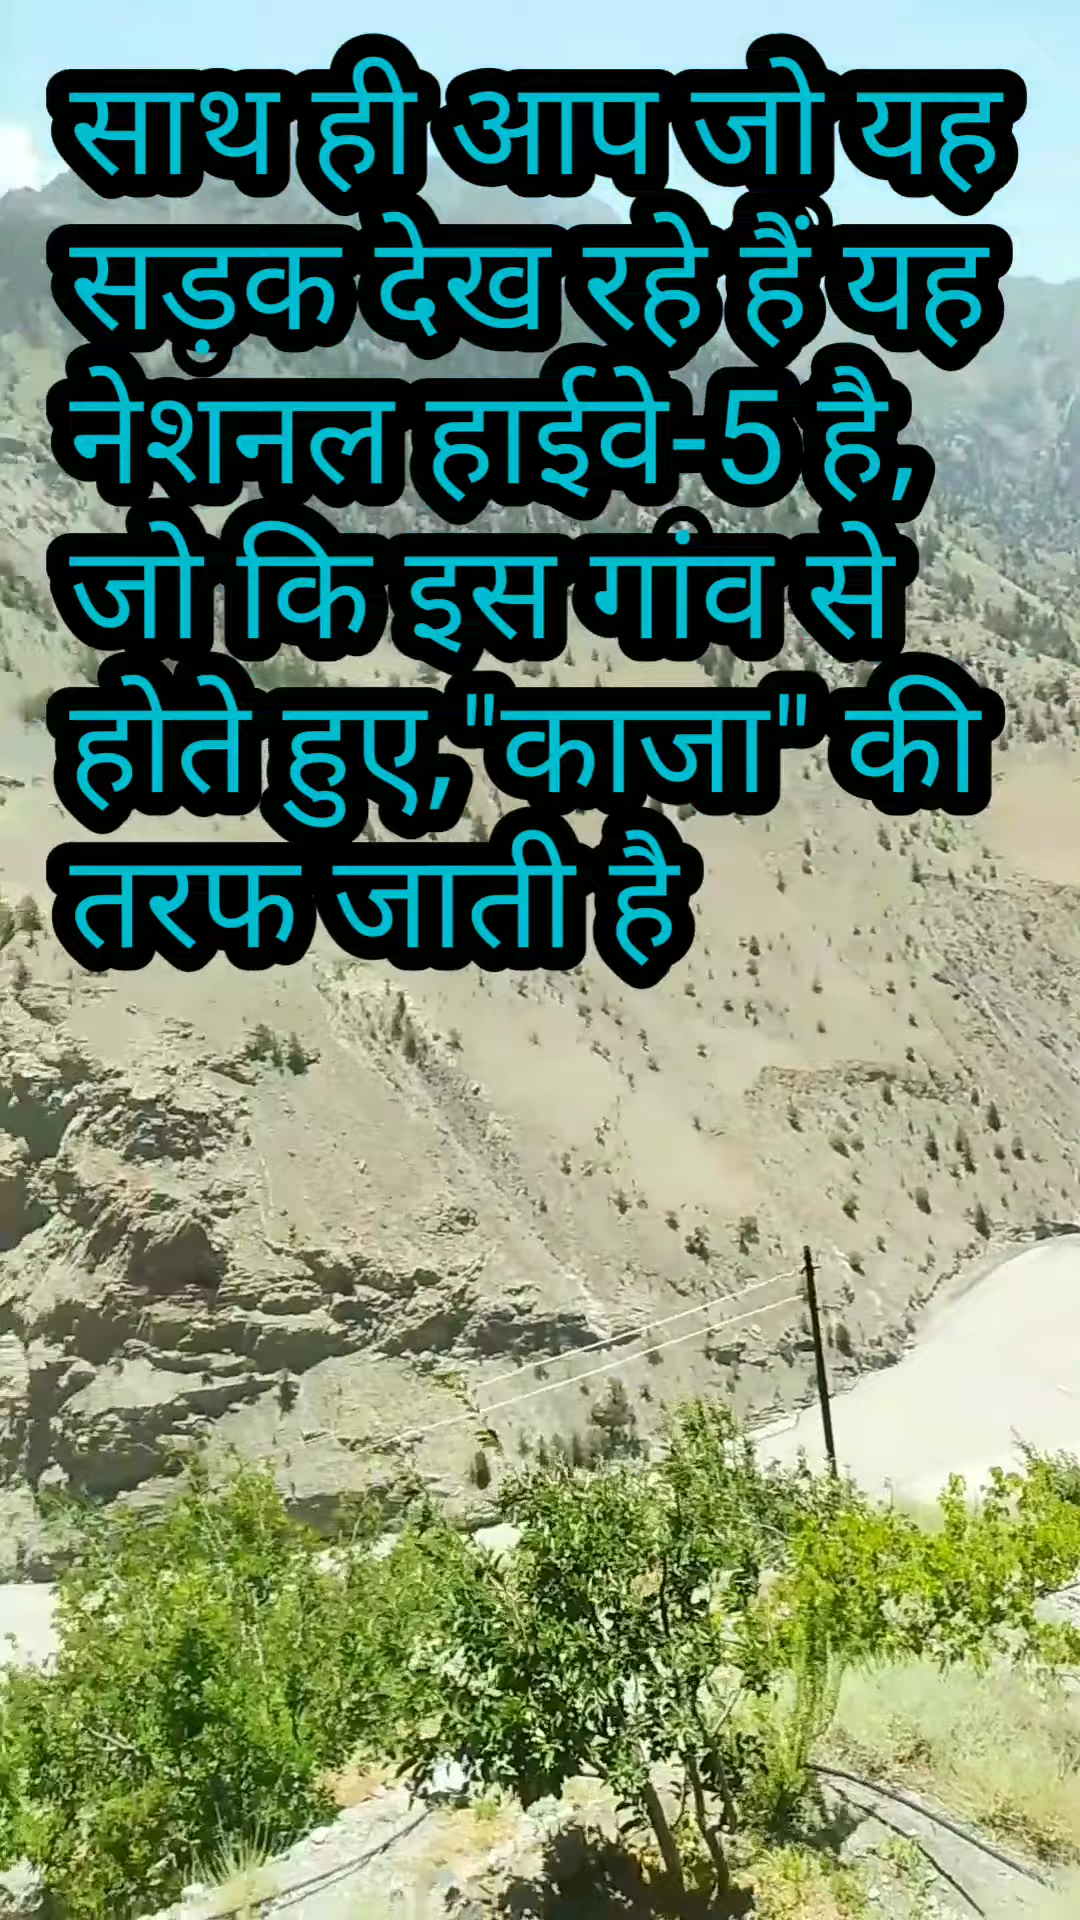 साथ ही आप जो यह
सड़क देख रहे हैं यह
नेशनल हाईवे-5 है,
जो कि इस गांव से
होते हुए,"काजा" की
तरफ जाती है